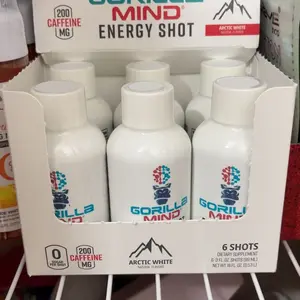 GORILLA
MIND
200
CAFFEINE
MG
ENERGY SHOT
ARCTIC WHITE
GORILLA
MIND
GORILLA
MIND
GORILLA
MIND
0
200
CAFFEINE
MG
ARCTIC WHITE
6 SHOTS
DIETARY SUPPLEMENT